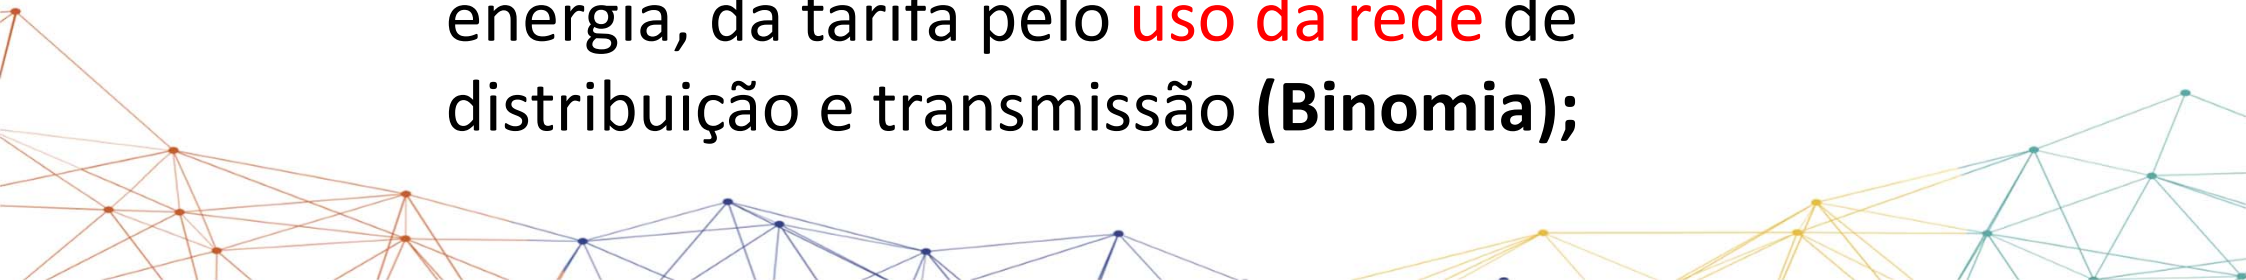 energia, da tarifa pelo uso da rede de
distribuição e transmissão (Binomia);